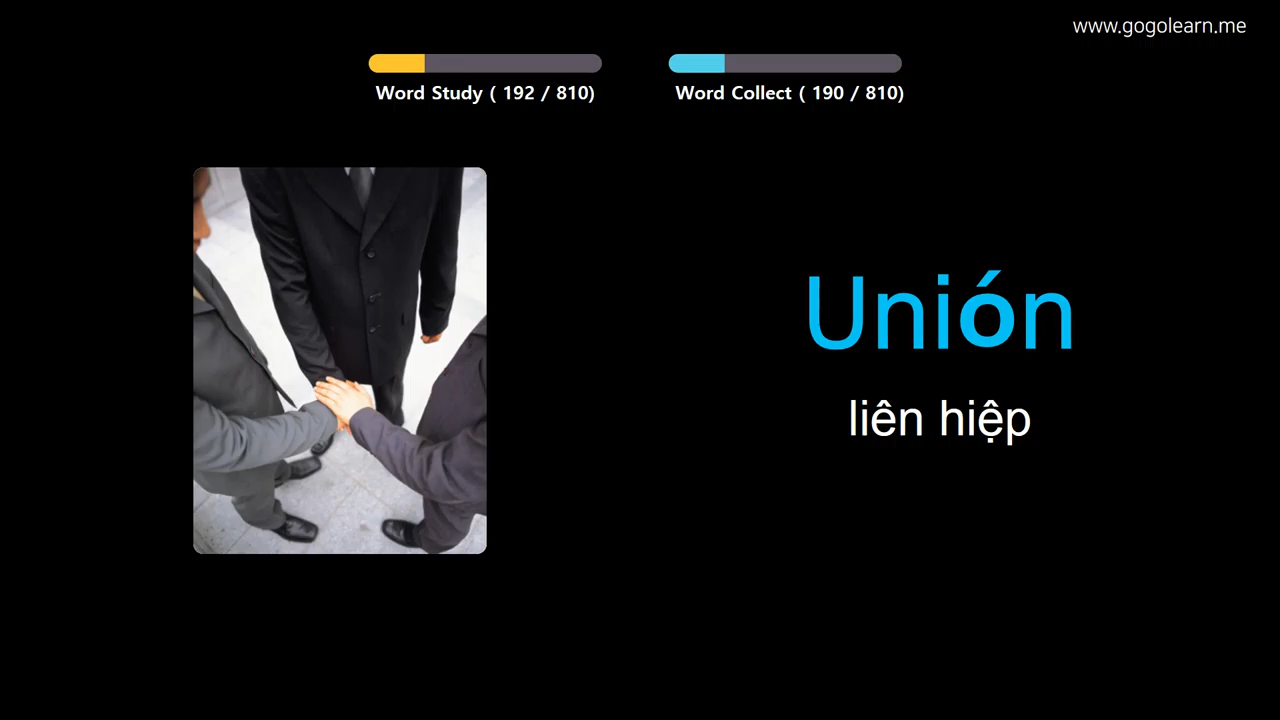 www.gogolearn.me
Word Study ( 192 / 810)
Word Collect ( 190 / 810)
Unión
liên hiệp